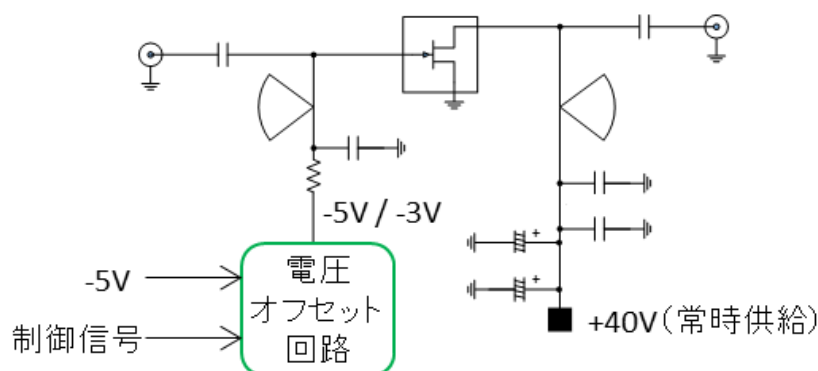 -5V / -3V
-5V
制御信号
電圧
オフセット
回路
+
+
+40V(常時供給)